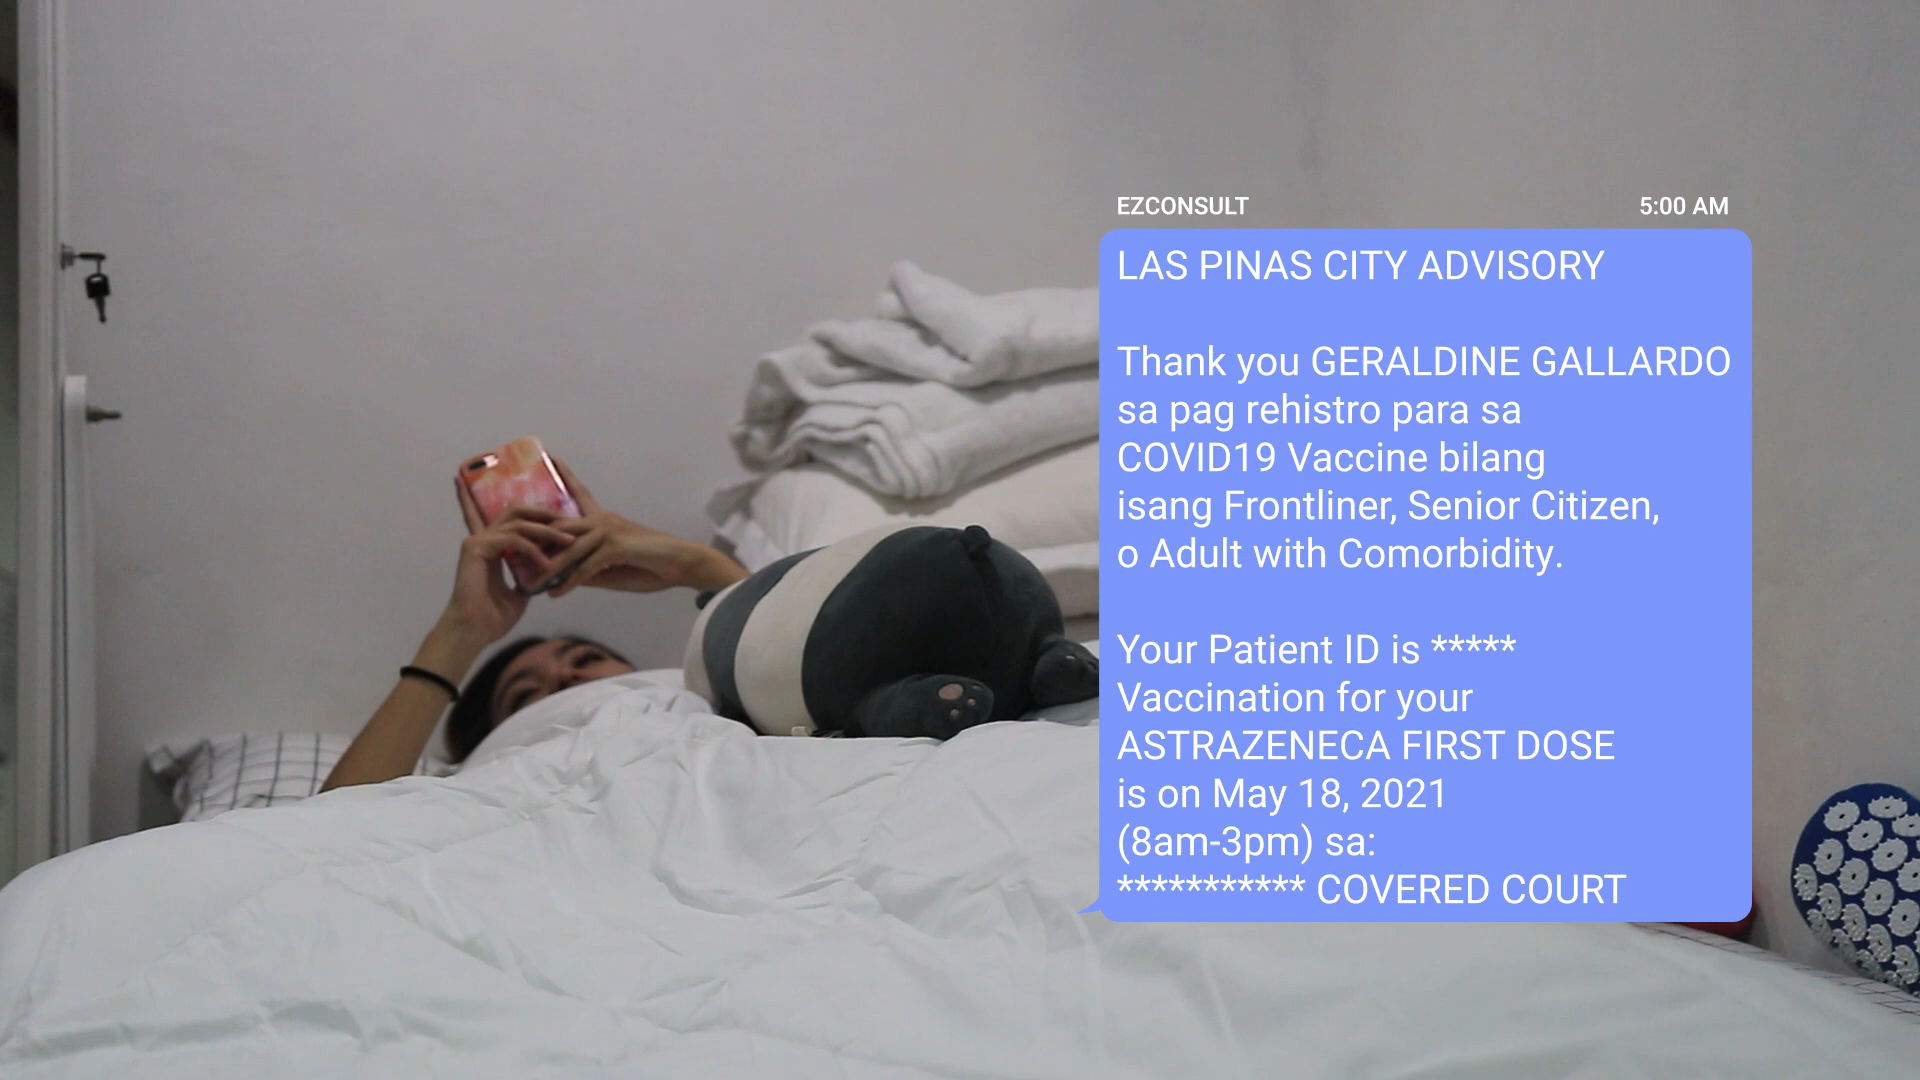 EZCONSULT 5:00 AM
LAS PINAS CITY ADVISORY
Thank you GERALDINE GALLARDO
sa pag rehistro para sa
COVID19 Vaccine bilang
isang Frontliner, Senior Citizen,
o Adult with Comorbidity.
Your Patient ID is *****
Vaccination for your
ASTRAZENECA FIRST DOSE
is on May 18, 2021
(8am-3pm) sa:
*********** COVERED COURT